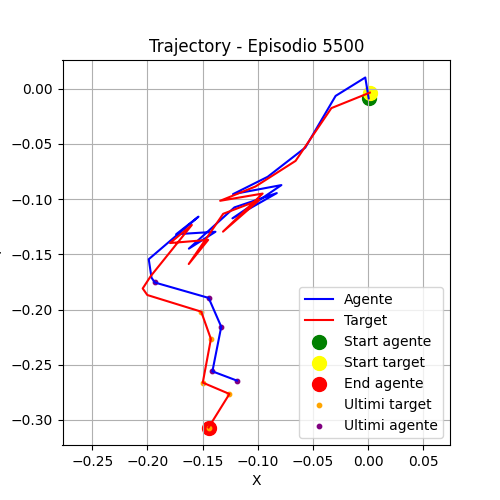 Trajectory - Episodio 5500
0.00
−0.05
−0.10
−0.15
−0.20
−0.25
−0.30
−0.25
−0.20
−0.15
−0.10
−0.05
0.00
0.05
X
Agente
Target
Start agente
Start target
End agente
Ultimi target
Ultimi agente